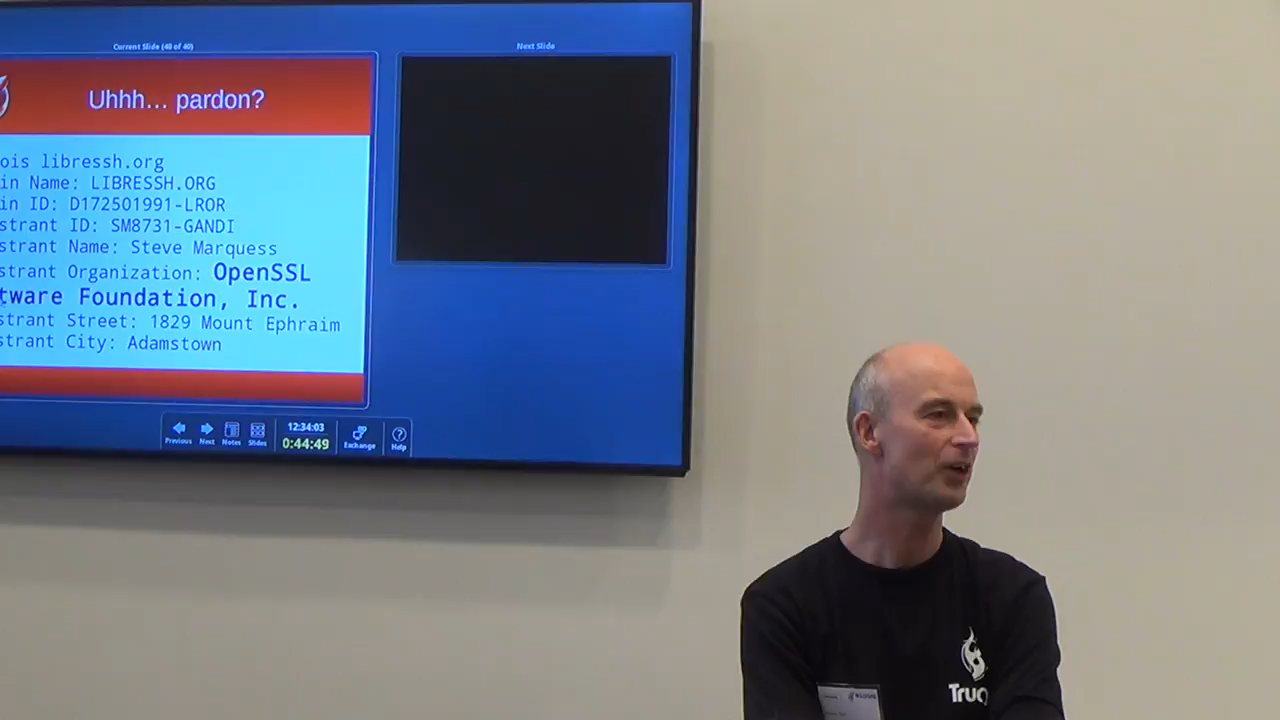 Current Slide (40 of 40)
Next Slide
Uhhh... pardon?
ois libressh.org
in Name: LIBRESSH.ORG
in ID: D172501991-LROR
strant ID: SM8731-GANDI
strant Name: Steve Marquess
strant Organization: OpenSSL
tware Foundation, Inc.
strant Street: 1829 Mount Ephraim
strant City: Adamstown
Previous
Next
Notes
Slides
12:34:03
0:44:49
Exchange
Help
Truq